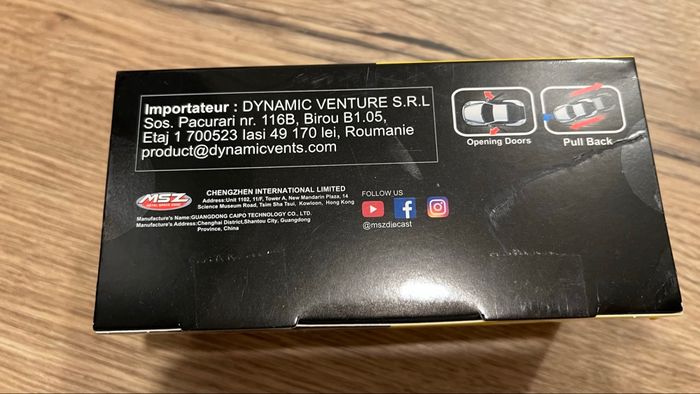 Importateur : DYNAMIC VENTURE S.R.L
Sos. Pacurari nr. 116B, Birou B1.05,
Etaj 1 700523 Iasi 49 170 lei, Roumanie
product@dynamicvents.com
Opening Doors
Pull Back
MSZ
CHENGZHEN INTERNATIONAL LIMITED
Address:Unit 1102, 11/F, Tower A, New Mandarin Plaza, 14
Science Museum Road, Tsim Sha Tsui, Kowloon, Hong Kong
Manufacture's Name:GUANGDONG CAIPO TECHNOLOGY CO., LTD.
Manufacture's Address:Chenghai District,Shantou City, Guangdong
Province, China
FOLLOW US
@mszdiecast